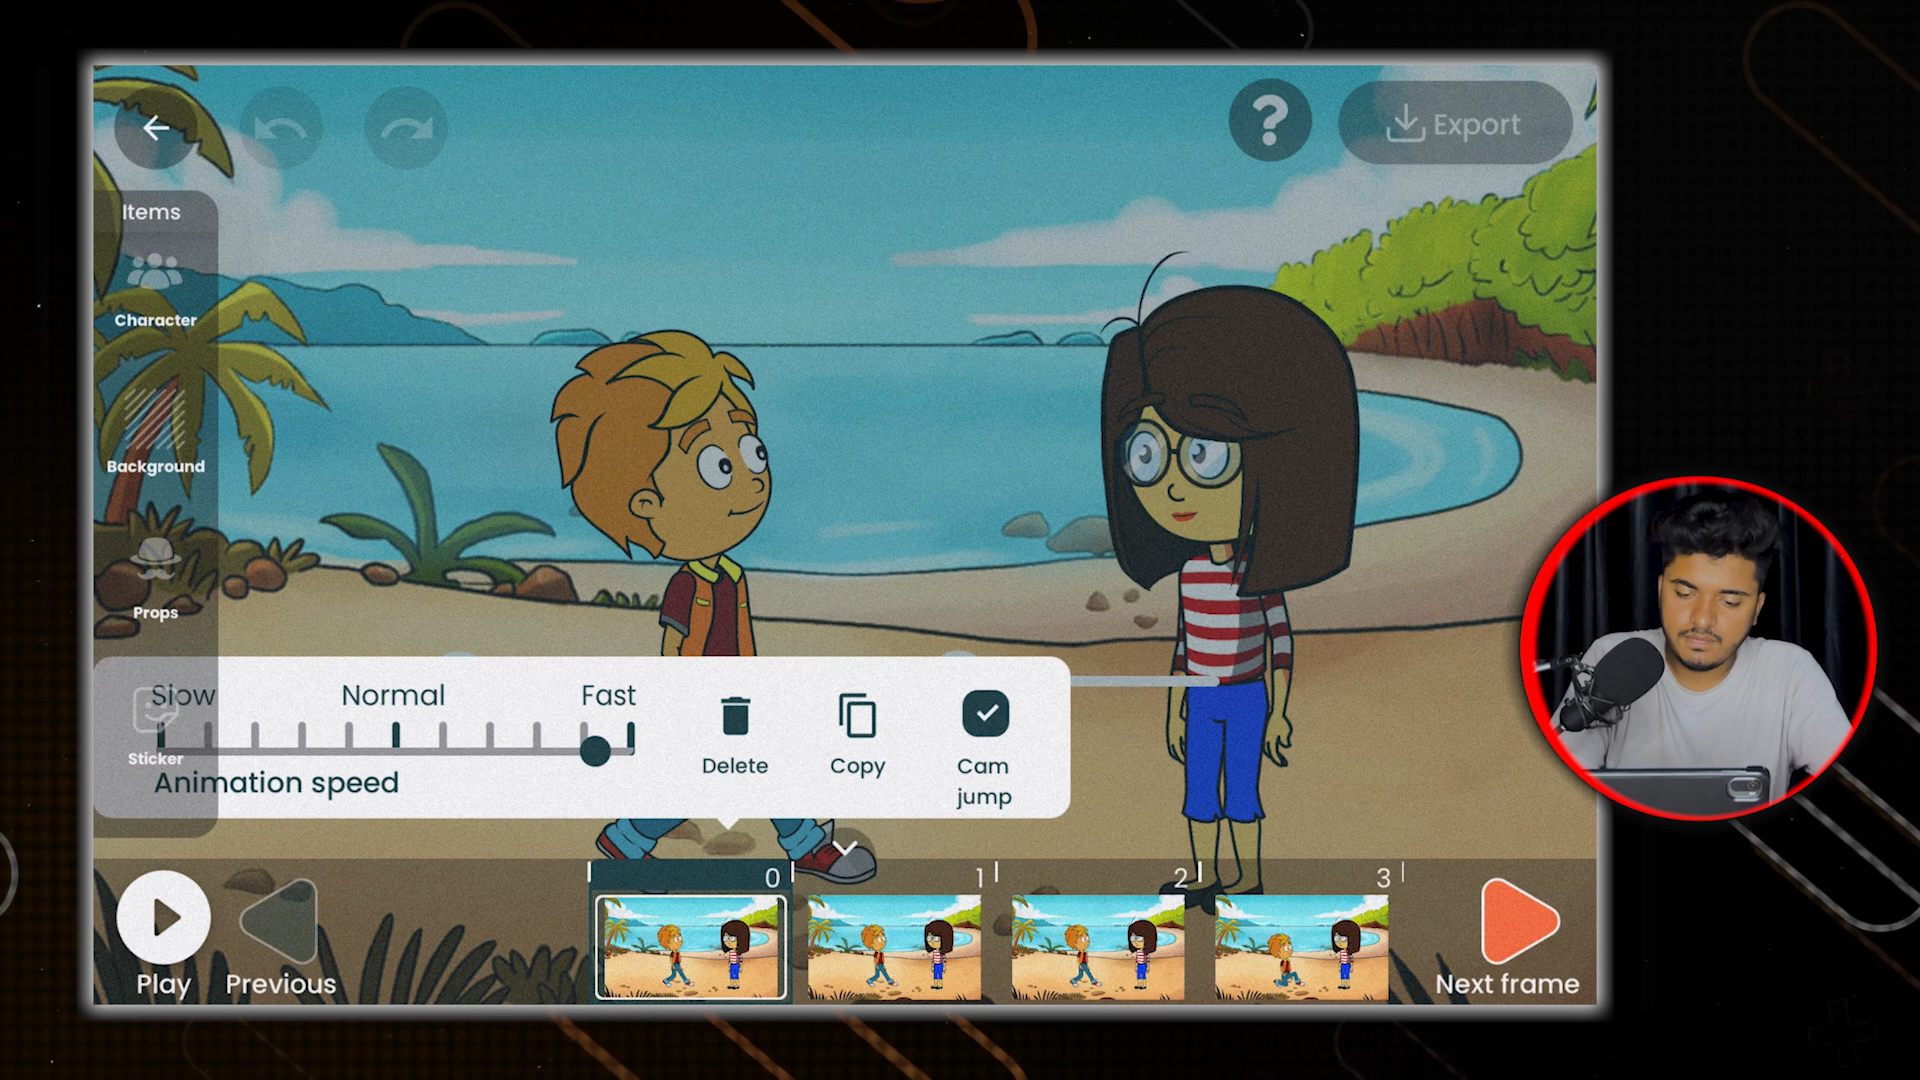 ?
Export
Items
Character
Background
Props
Sticker
Slow Normal Fast
Animation speed
Delete
Copy
Cam
jump
0 1 2 3
Play
Previous
Next frame